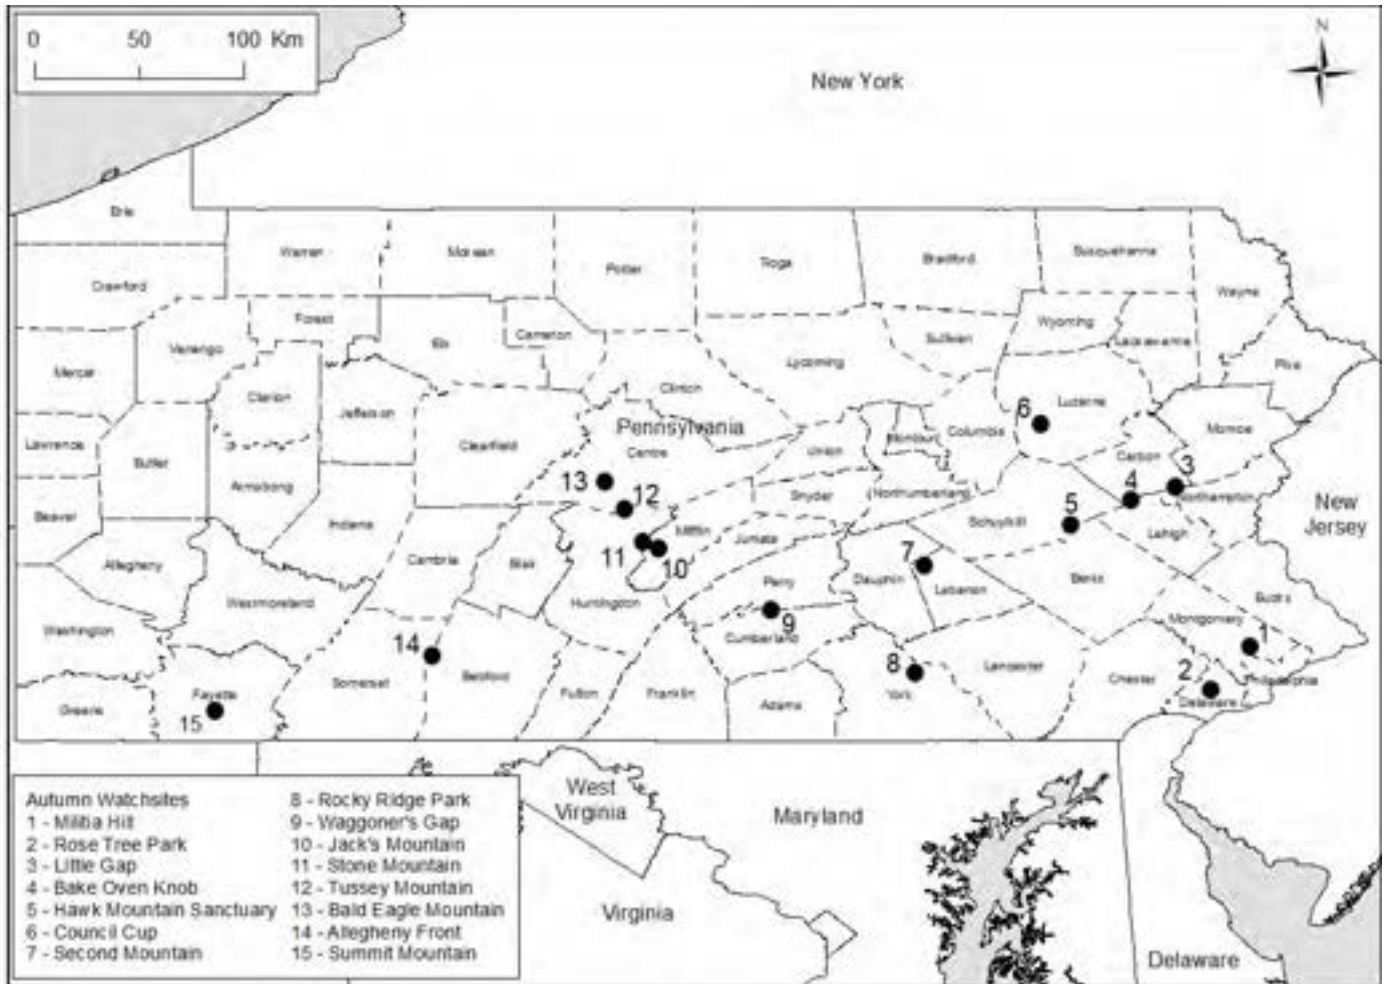 0 50 100 Km
N
New York
Erie
Warren
McKean
Potter
Tioga
Bradford
Susquehanna
Crawford
Wayne
Forest
Cameron
Wyoming
Venango
Elk
Sullivan
Lackawanna
Mercer
Lycoming
Pike
Clarion
Clinton
Luzerne
6
Jefferson
Pennsylvania
Columbia
Monroe
Lawrence
Clearfield
Montour
Butler
Centre
Union
Carbon
3
13
4
Armstrong
12
Snyder
Northumberland
Northampton
New
Jersey
Beaver
Indiana
Mifflin
Schuylkill
5
Lehigh
Juniata
Allegheny
Cambria
Blair
11
10
7
Perry
Dauphin
Lebanon
Berks
Westmoreland
Huntington
Bucks
Washington
9
Cumberland
Montgomery
1
14
8
Lancaster
2
Somerset
Bedford
Chester
Philadelphia
Greene
Fayette
15
Fulton
Franklin
Adams
York
Delaware
West
Virginia
Maryland
Virginia
Delaware
Autumn Watchsites
1 - Militia Hill
2 - Rose Tree Park
3 - Little Gap
4 - Bake Oven Knob
5 - Hawk Mountain Sanctuary
6 - Council Cup
7 - Second Mountain
8 - Rocky Ridge Park
9 - Waggoner's Gap
10 - Jack's Mountain
11 - Stone Mountain
12 - Tussey Mountain
13 - Bald Eagle Mountain
14 - Allegheny Front
15 - Summit Mountain